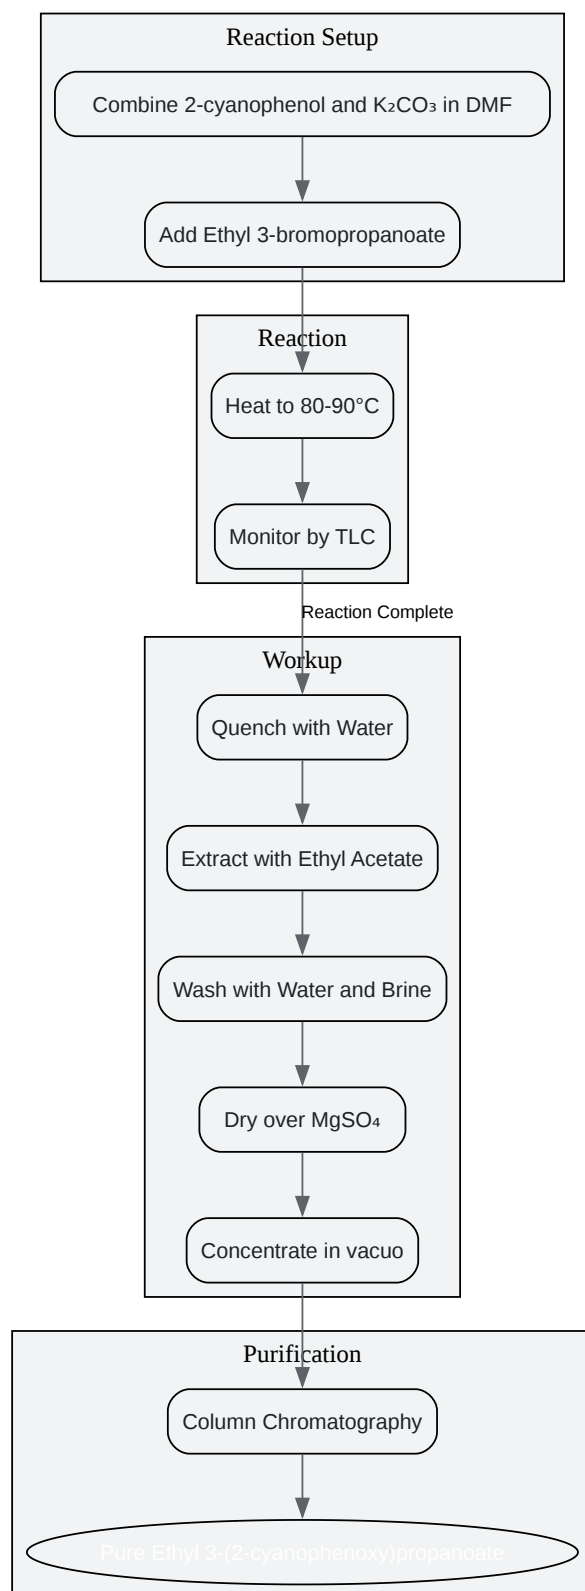 Reaction Setup
Combine 2-cyanophenol and K₂CO₃ in DMF
Add Ethyl 3-bromopropanoate
Reaction
Heat to 80-90°C
Monitor by TLC
Reaction Complete
Workup
Quench with Water
Extract with Ethyl Acetate
Wash with Water and Brine
Dry over MgSO₄
Concentrate in vacuo
Purification
Column Chromatography
Pure Ethyl 3-(2-cyanophenoxy)propanoate